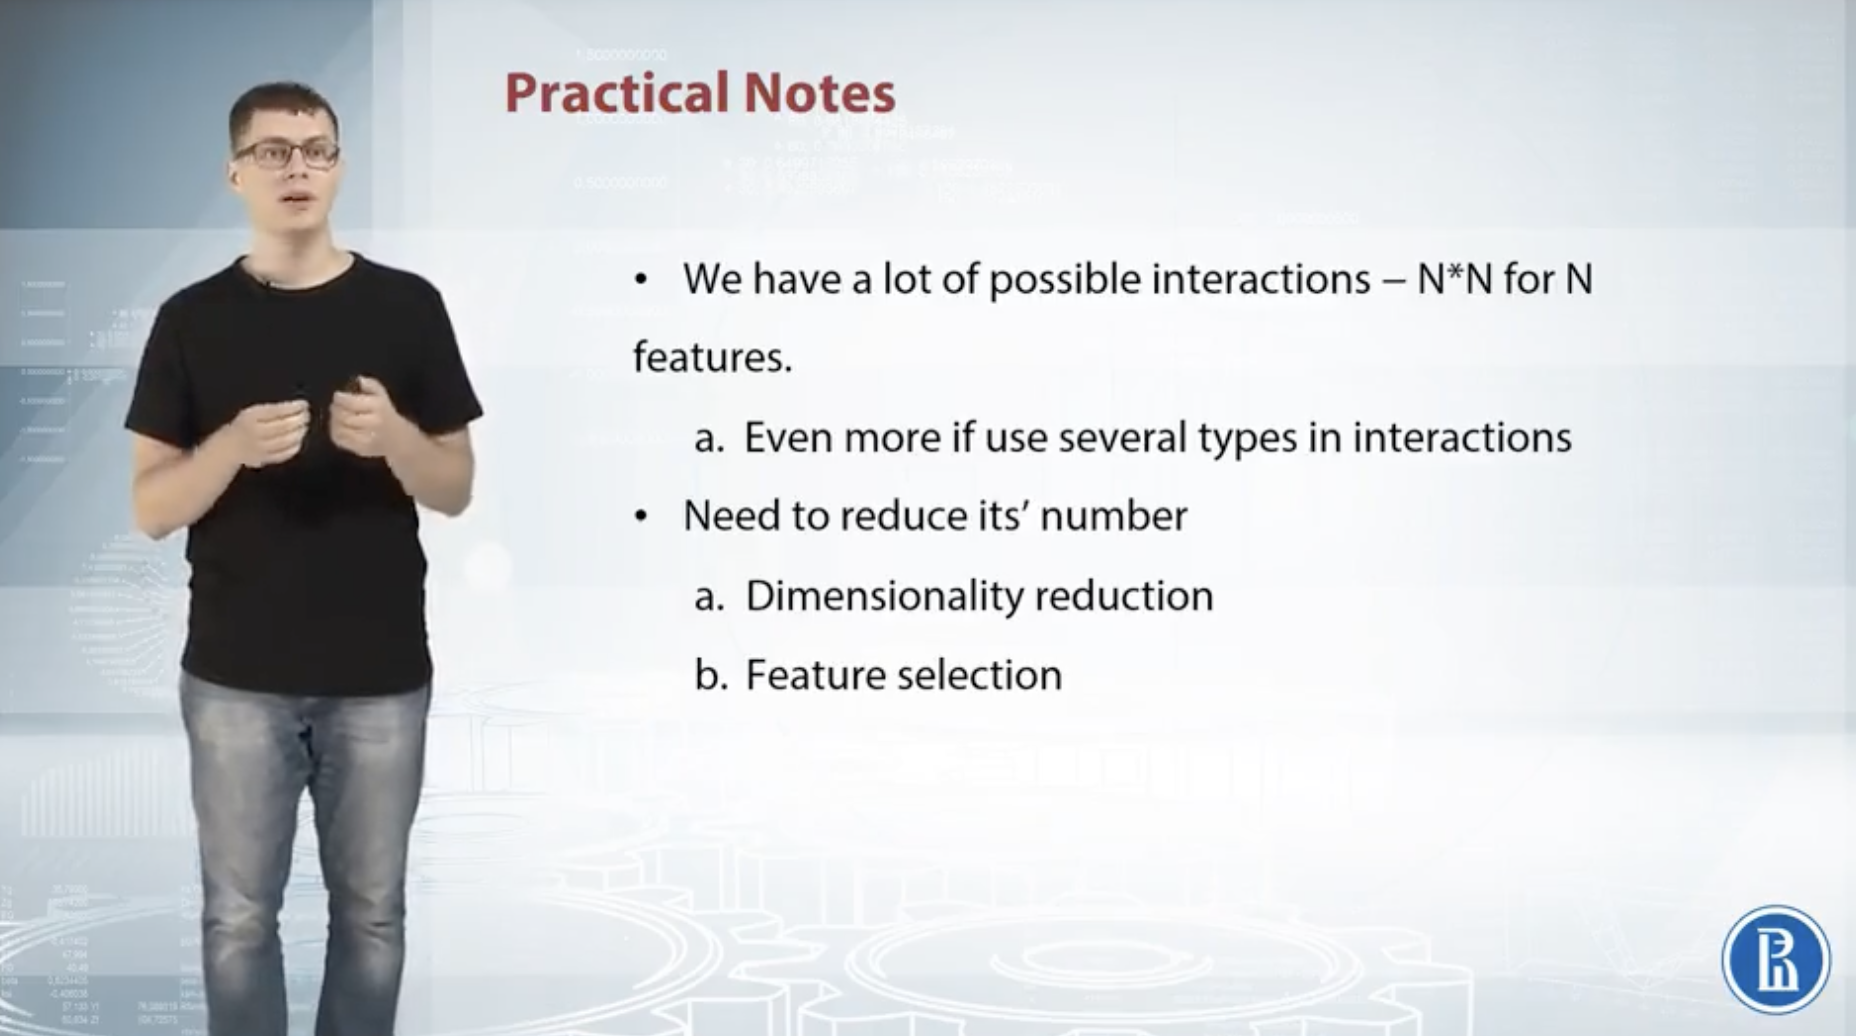 Practical Notes
• We have a lot of possible interactions – N*N for N
features.
a. Even more if use several types in interactions
• Need to reduce its’ number
a. Dimensionality reduction
b. Feature selection